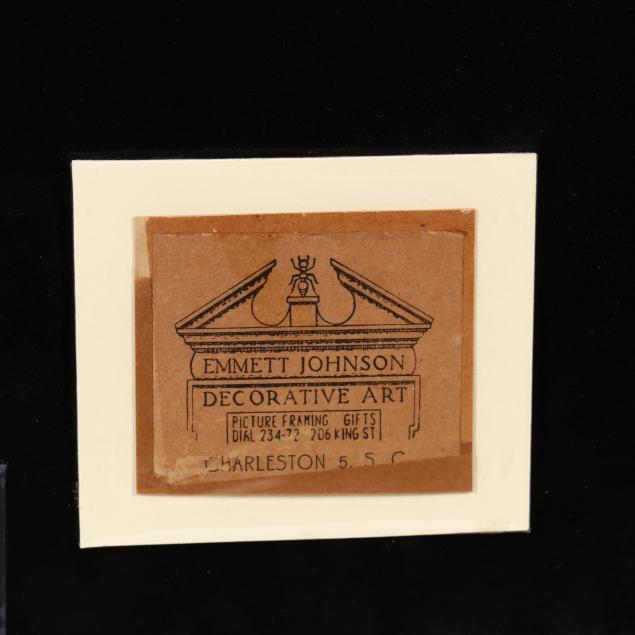 EMMETT JOHNSON
DECORATIVE ART
PICTURE FRAMING GIFTS
DIAL 234-72 206 KING ST
CHARLESTON 5, S. C.